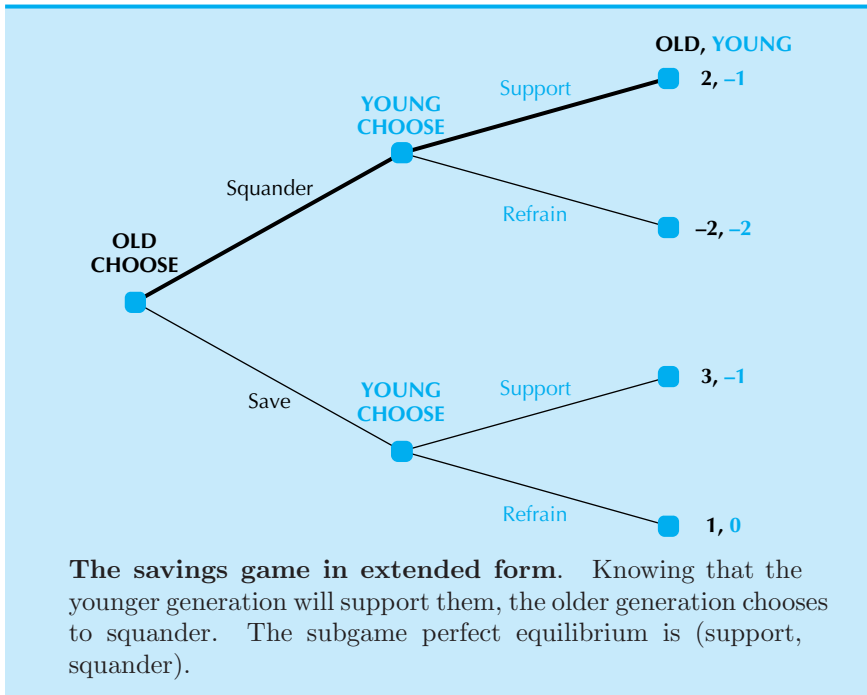 OLD, YOUNG
2, –1
Support
YOUNG
CHOOSE
Squander
Refrain
–2, –2
OLD
CHOOSE
3, –1
Support
YOUNG
CHOOSE
Save
Refrain
1, 0
The savings game in extended form. Knowing that the
younger generation will support them, the older generation chooses
to squander. The subgame perfect equilibrium is (support,
squander).